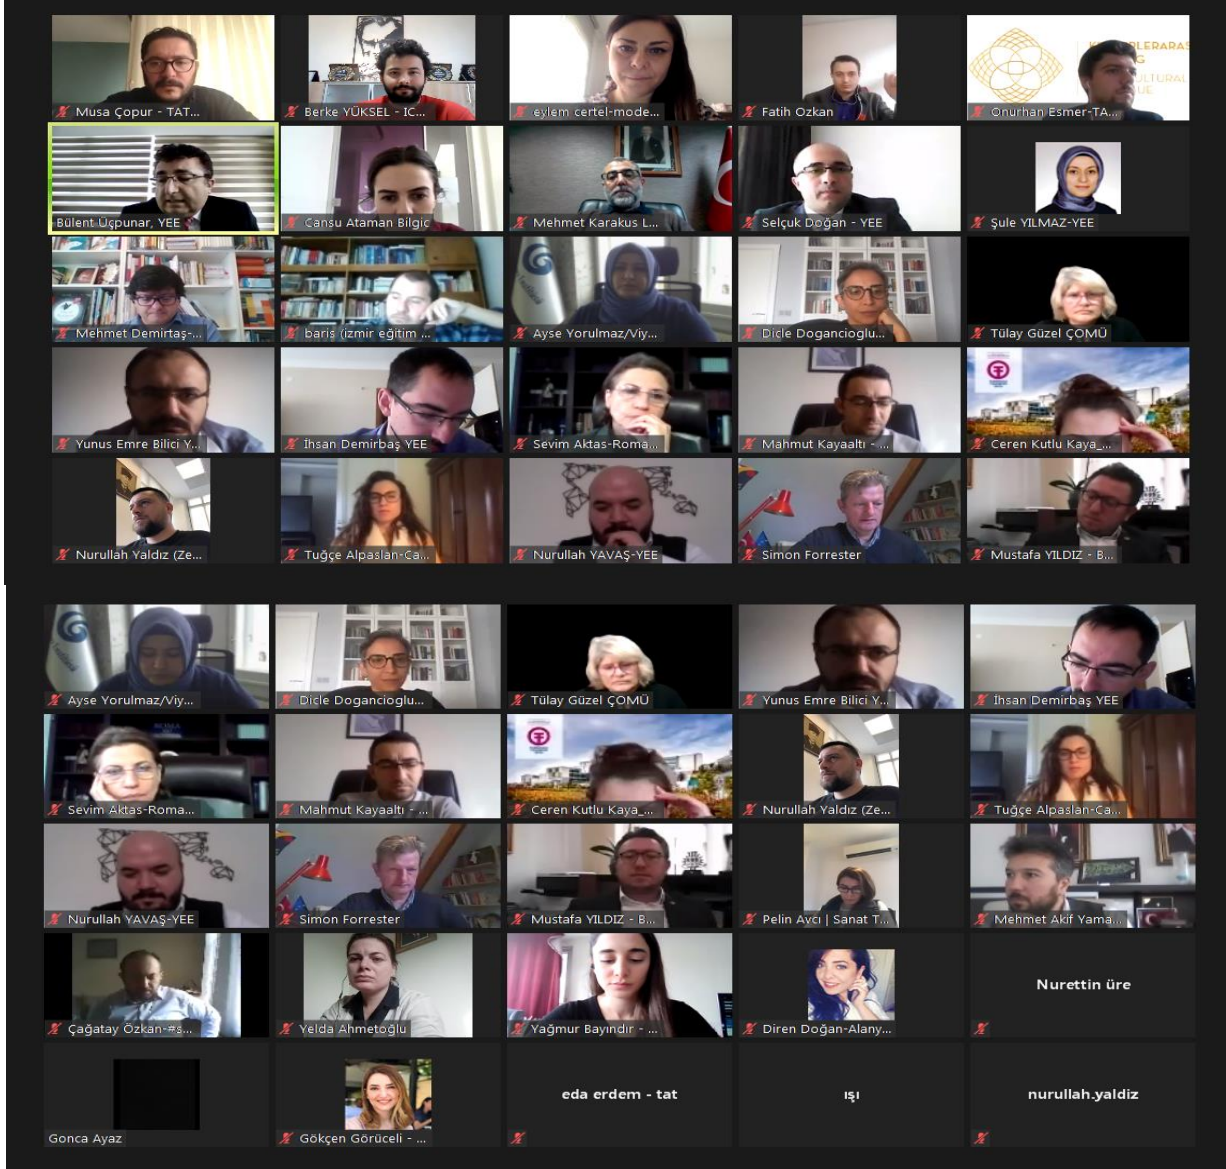 Musa Çopur - TAT...
Berke YÜKSEL - IC...
eylem certel-mode...
Fatih Ozkan
Onurhan Esmer-TA...
Bülent Üçpunar, YEE
Cansu Ataman Bilgic
Mehmet Karakus L...
Selçuk Doğan - YEE
Şule YILMAZ-YEE
Mehmet Demirtaş-...
baris (izmir eğitim ...
Ayse Yorulmaz/Viy...
Dicle Dogancioglu...
Tülay Güzel ÇOMÜ
Yunus Emre Bilici Y...
İhsan Demirbaş YEE
Sevim Aktas-Roma...
Mahmut Kayaaltı - ...
Ceren Kutlu Kaya_...
Nurullah Yaldız (Ze...
Tuğçe Alpaslan-Ca...
Nurullah YAVAŞ-YEE
Simon Forrester
Mustafa YILDIZ - B...
Ayse Yorulmaz/Viy...
Dicle Dogancioglu...
Tülay Güzel ÇOMÜ
Yunus Emre Bilici Y...
İhsan Demirbaş YEE
Sevim Aktas-Roma...
Mahmut Kayaaltı - ...
Ceren Kutlu Kaya_...
Nurullah Yaldız (Ze...
Tuğçe Alpaslan-Ca...
Nurullah YAVAŞ-YEE
Simon Forrester
Mustafa YILDIZ - B...
Pelin Avcı | Sanat T...
Mehmet Akif Yama...
Çağatay Özkan-#s...
Yelda Ahmetoğlu
Yağmur Bayındır - ...
Diren Doğan-Alany...
Nurettin üre
Gonca Ayaz
Gökçen Görüceli - ...
eda erdem - tat
ışı
nurullah.yaldiz